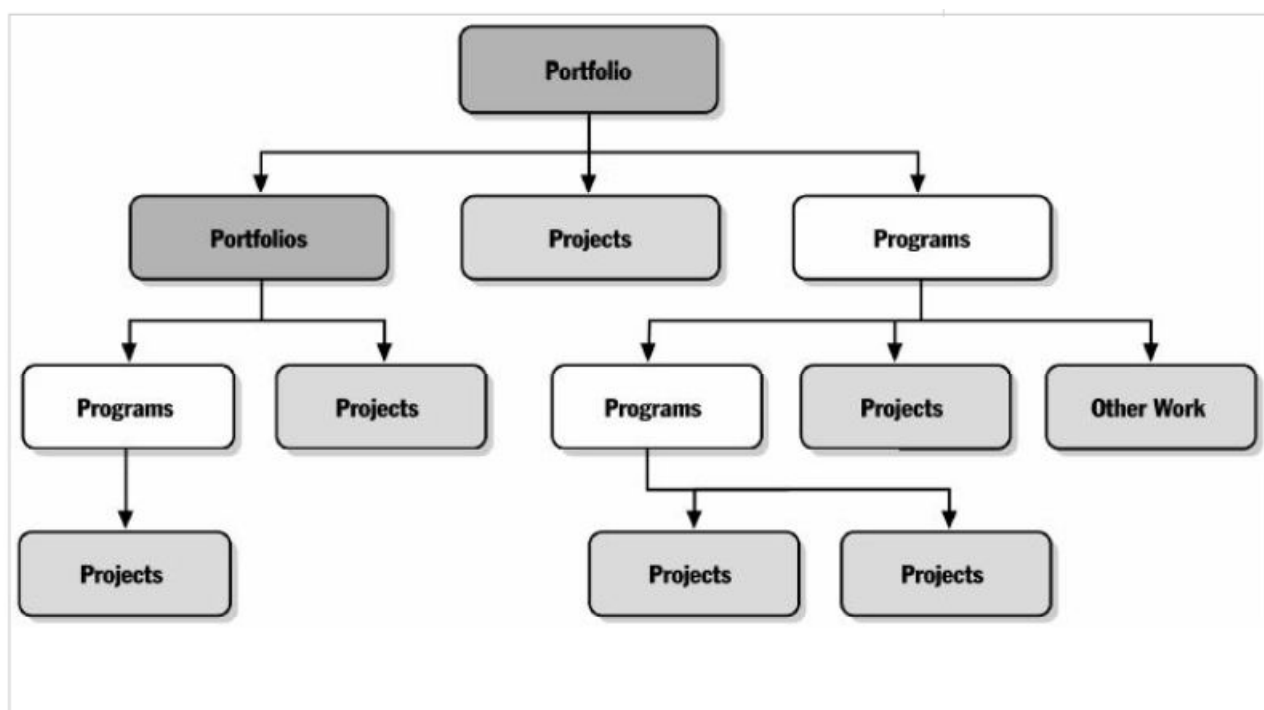 Portfolio
Portfolios
Projects
Programs
Programs
Projects
Programs
Projects
Other Work
Projects
Projects
Projects